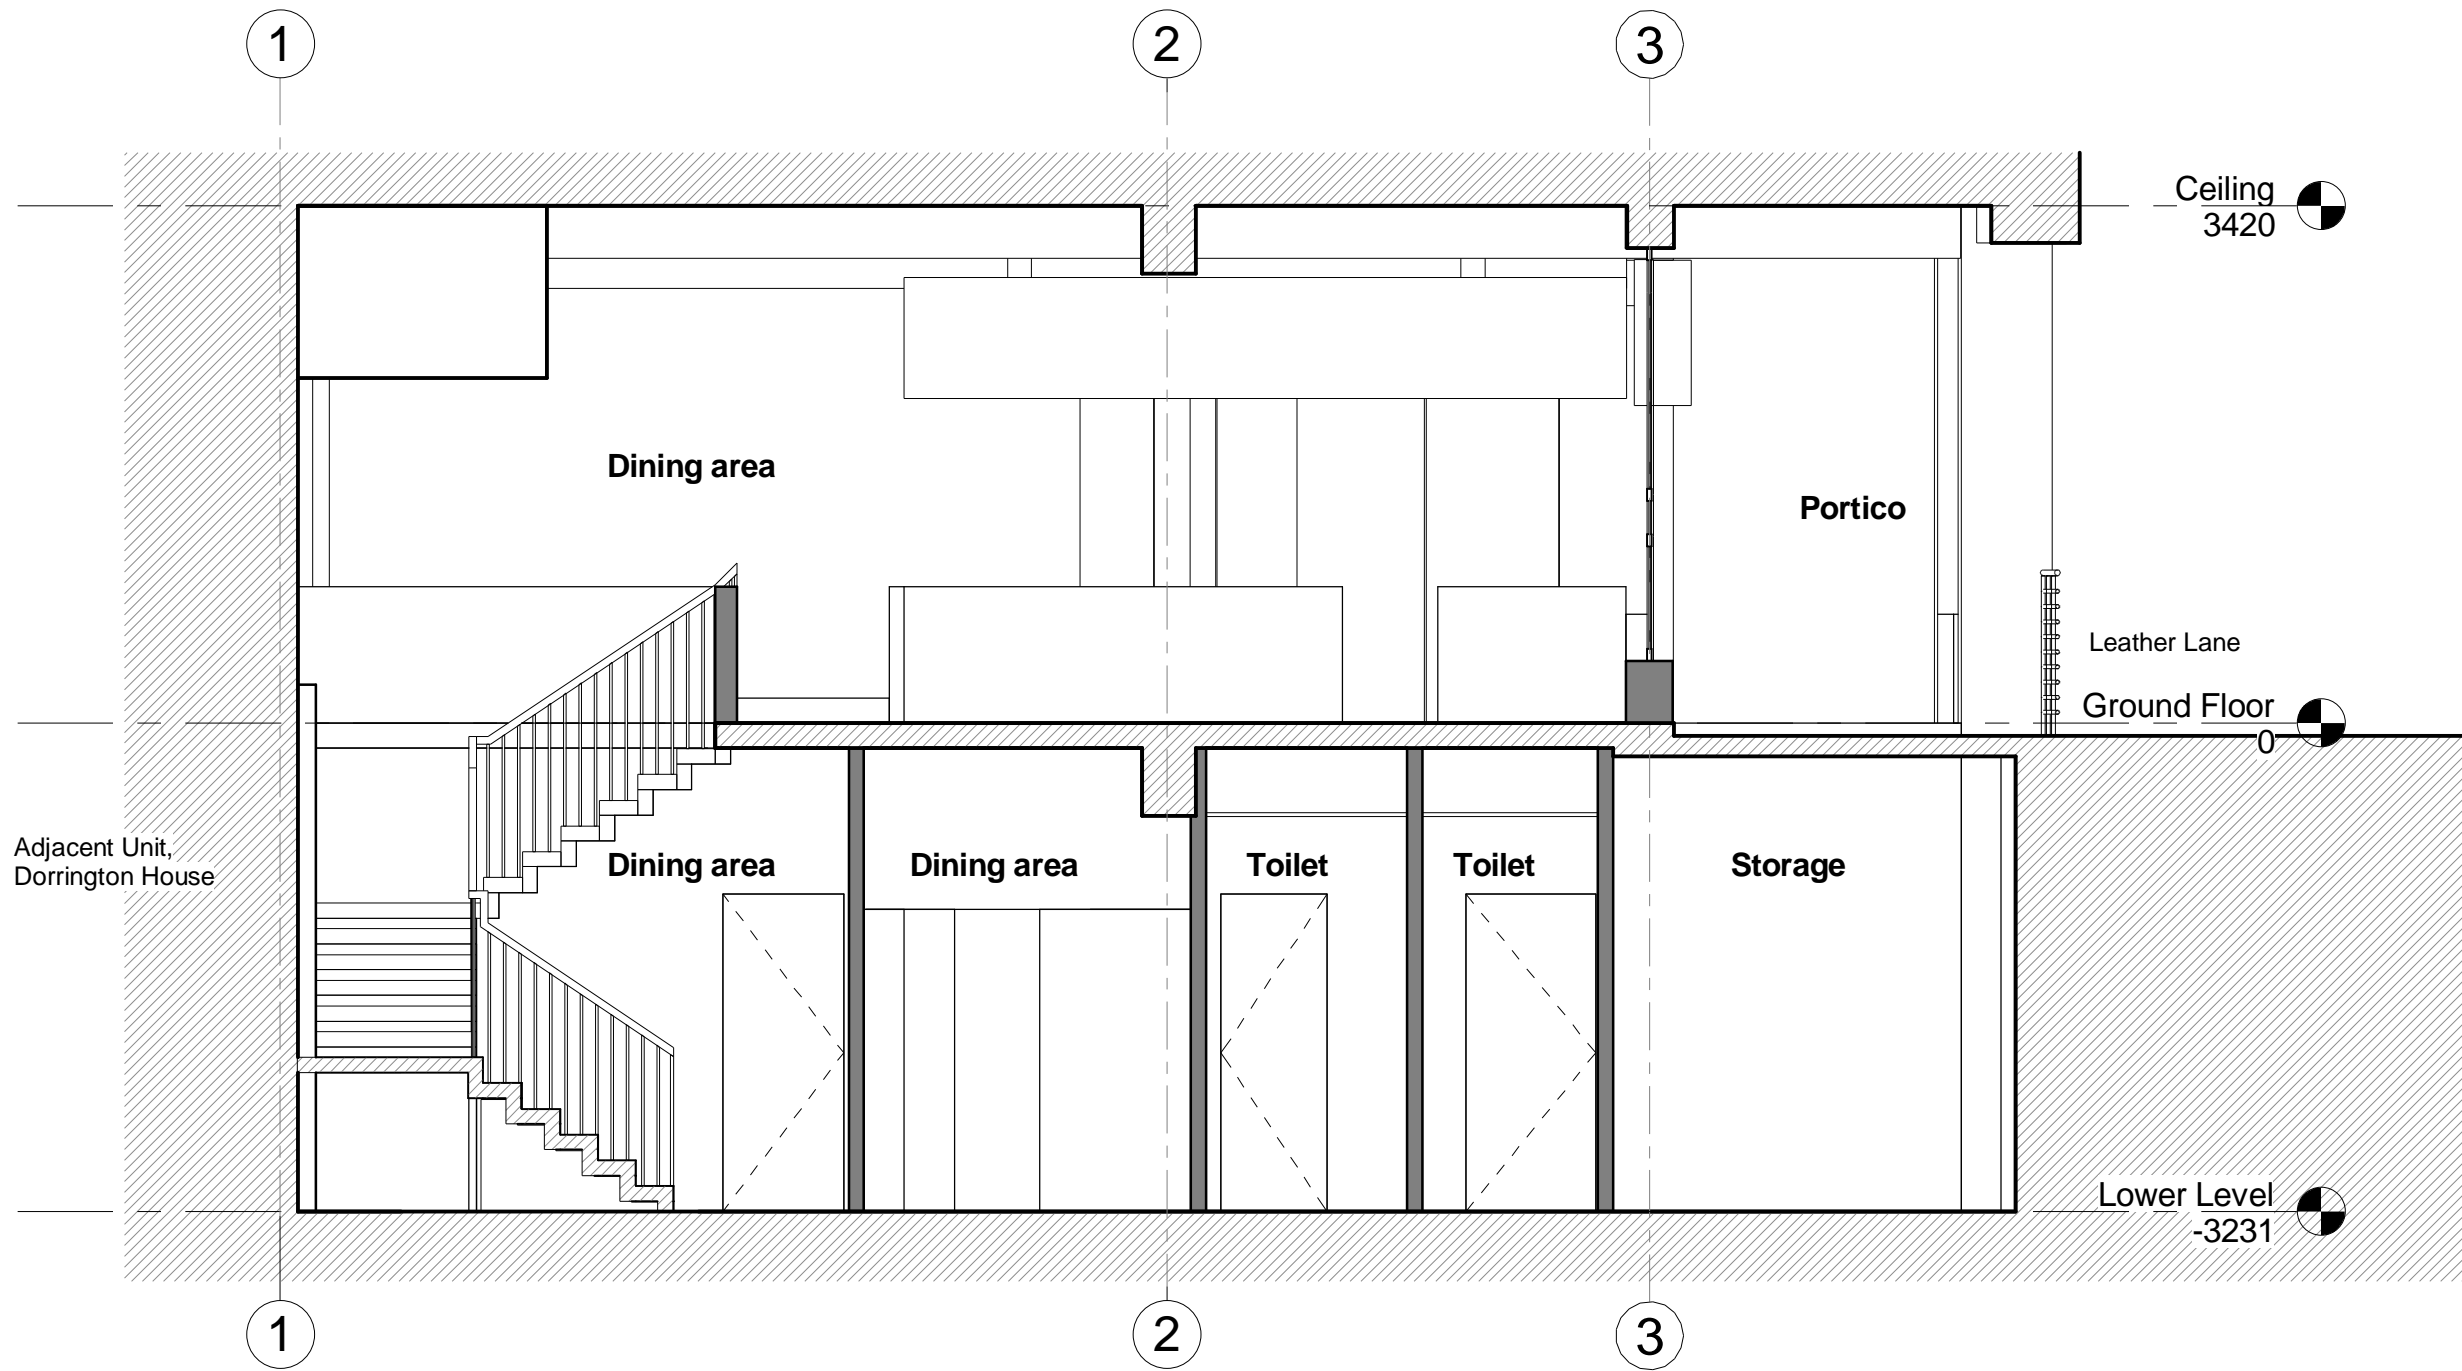 1
2
3
Ceiling
3420
Dining area
Portico
Leather Lane
Ground Floor
0
Adjacent Unit,
Dorrington House
Dining area
Dining area
Toilet
Toilet
Storage
Lower Level
-3231
1
2
3